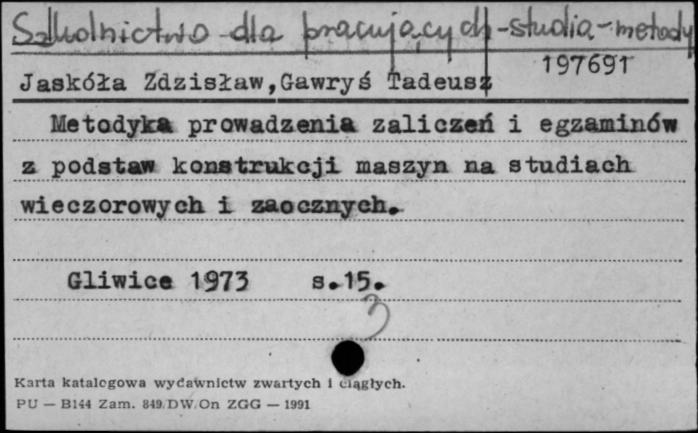 Szkolnictwo dla pracujących - studia - metody
197691
Jaskóła Zdzisław,Gawryś Tadeusz
Metodyka prowadzenia zaliczeń i egzaminów
z podstaw konstrukcji maszyn na studiach
wieczorowych i zaocznych.
Gliwice 1973 s.15.
3
Karta katalogowa wydawnictw zwartych i ciągłych.
PU — B144 Zam. 849/DW/On ZGG — 1991